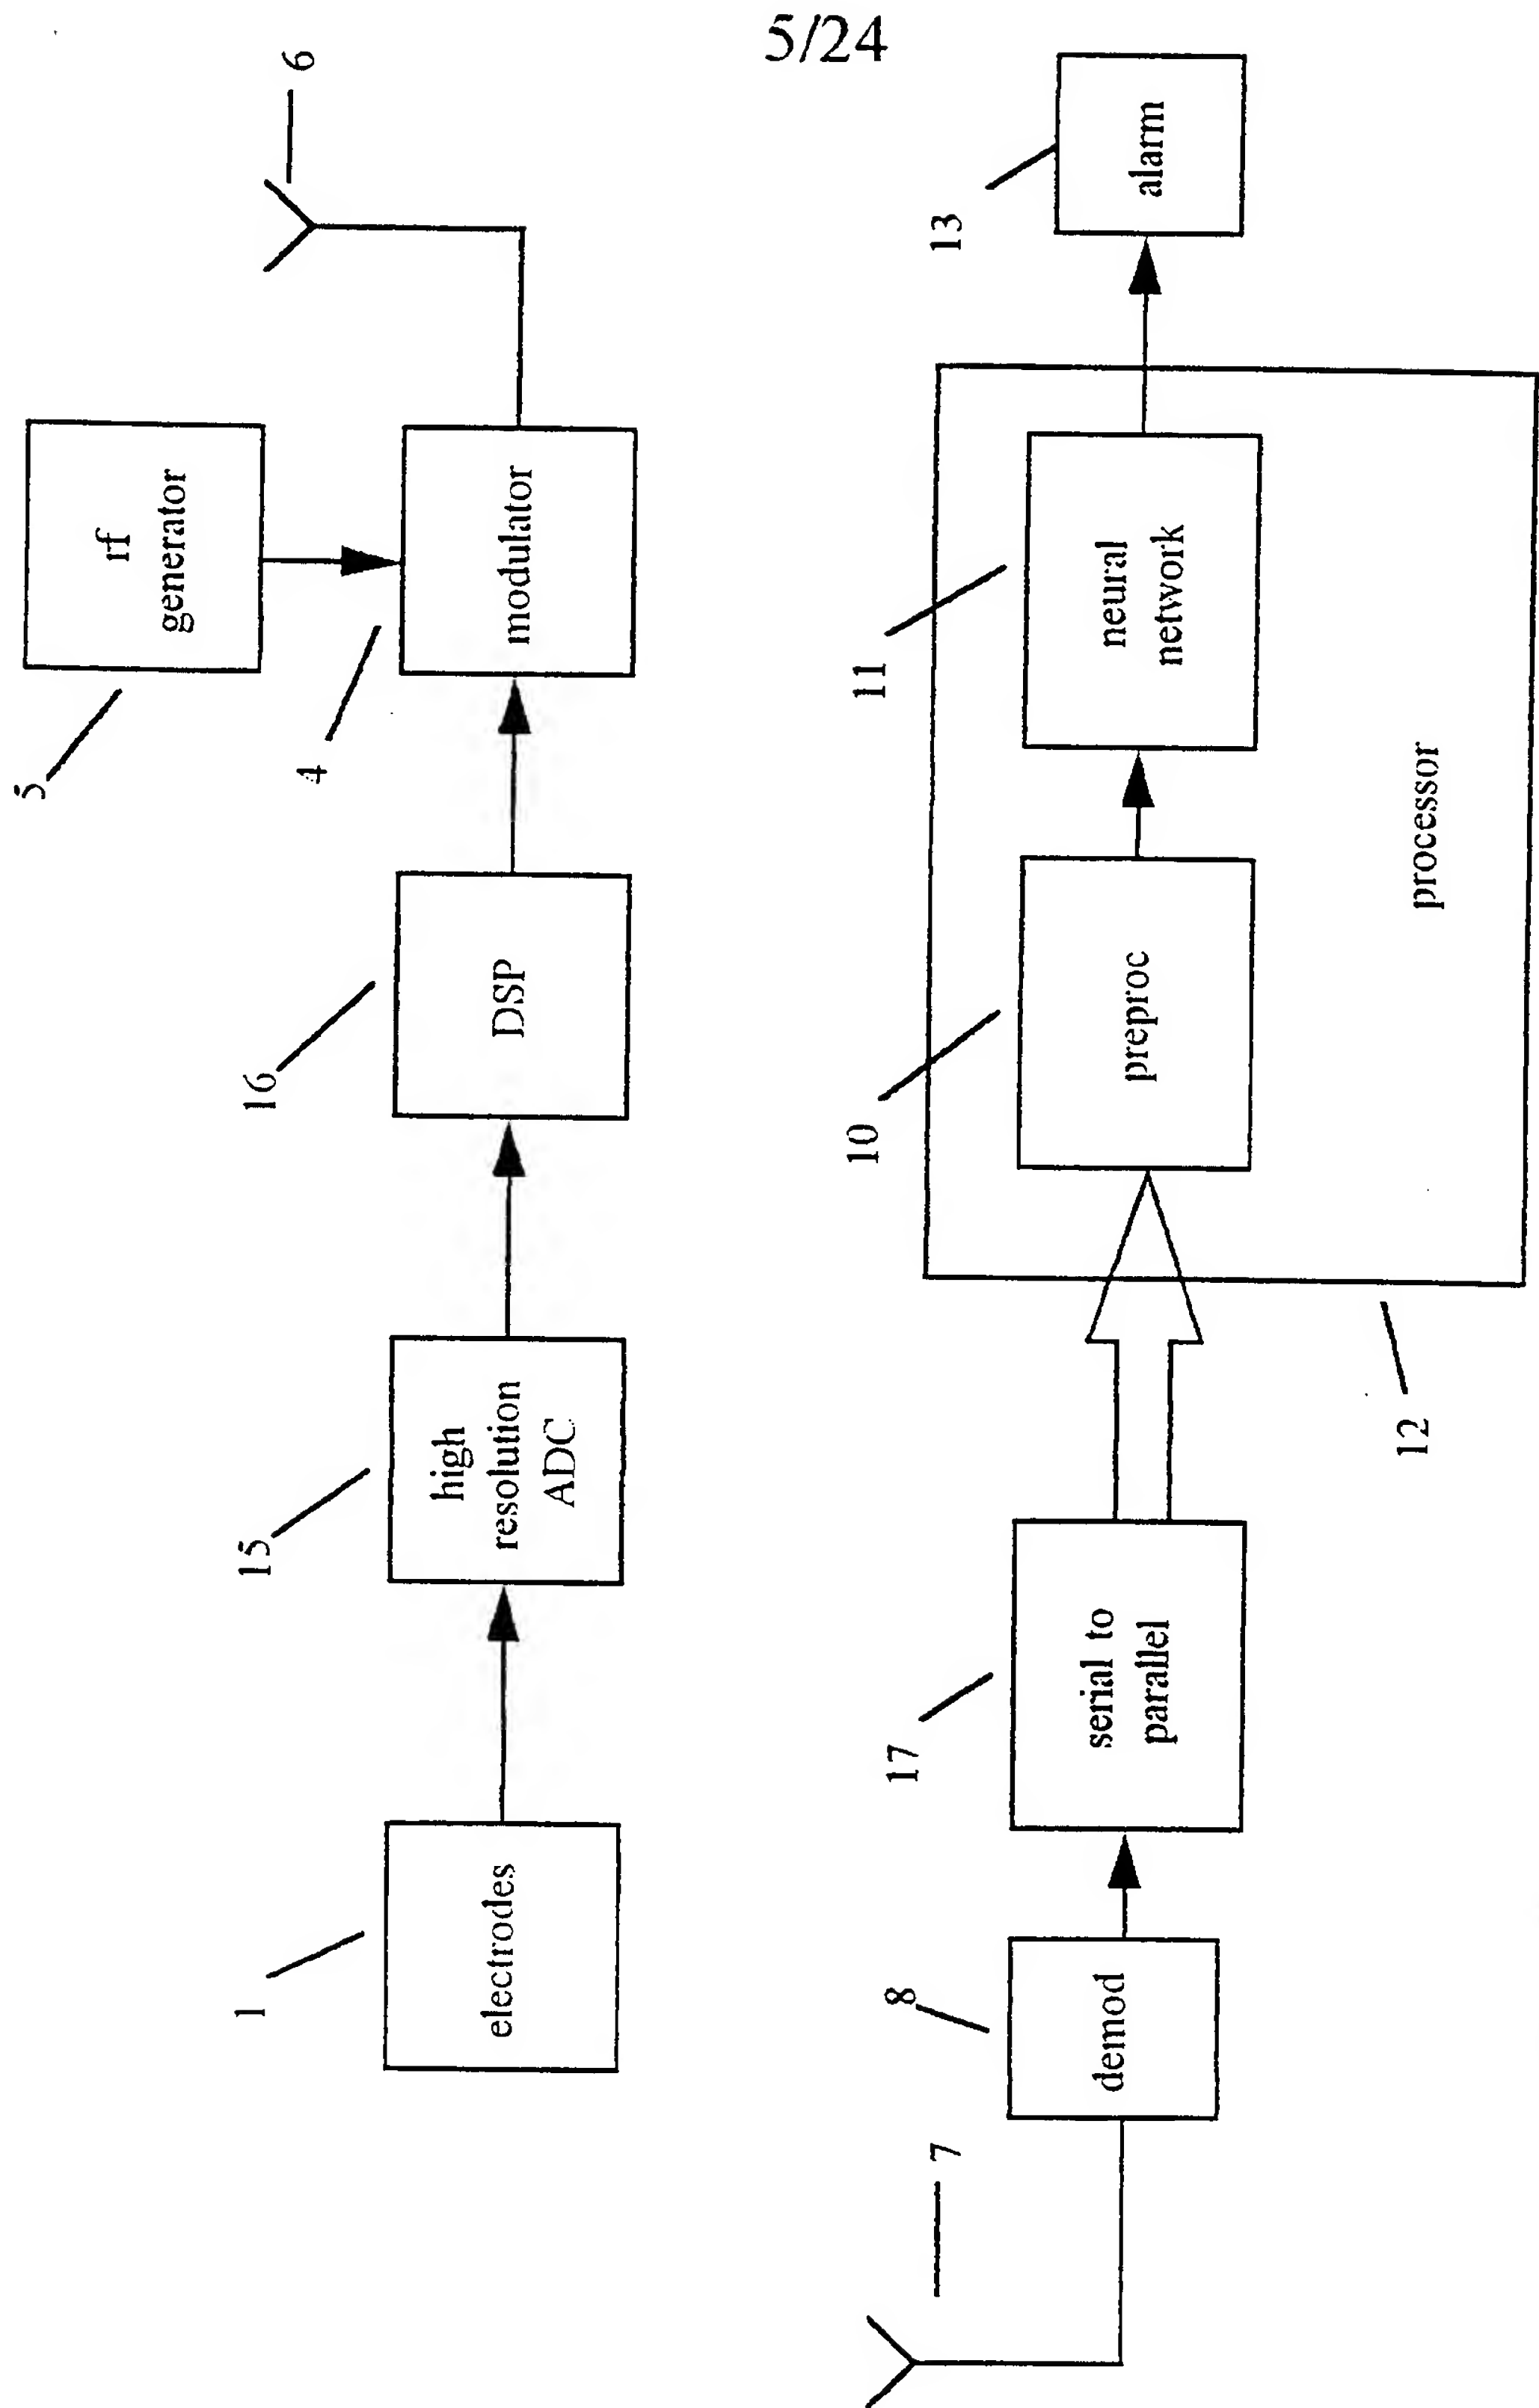 5/24
5
rf
generator
6
4
modulator
16
DSP
15
high
resolution
ADC
1
electrodes
7
8
demod
17
serial to
parallel
10
preproc
11
neural
network
processor
12
13
alarm